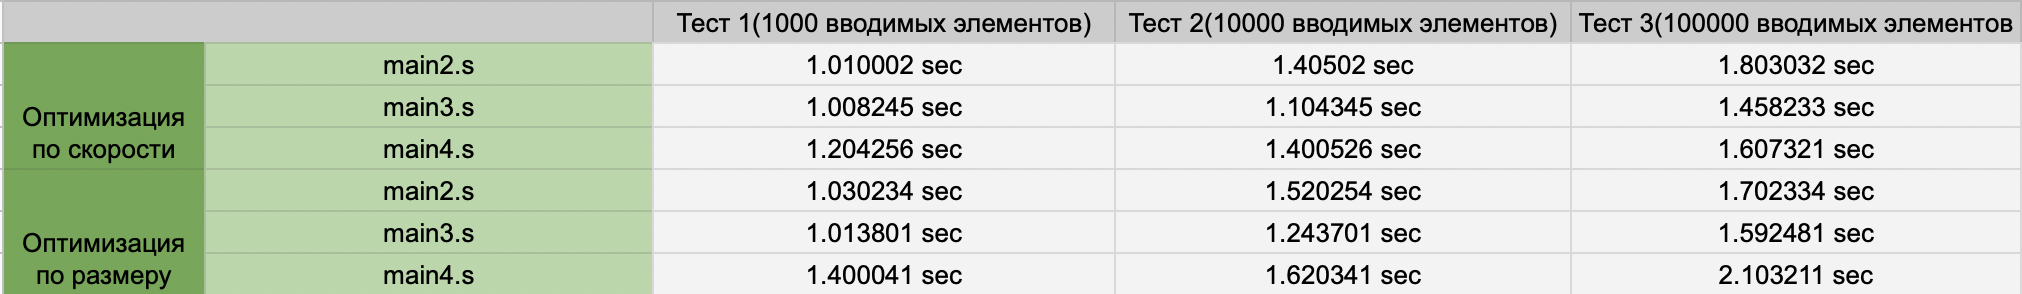 Тест 1(1000 вводимых элементов) Тест 2(10000 вводимых элементов) Тест 3(100000 вводимых элементов
Оптимизация
по скорости
main2.s 1.010002 sec 1.40502 sec 1.803032 sec
main3.s 1.008245 sec 1.104345 sec 1.458233 sec
main4.s 1.204256 sec 1.400526 sec 1.607321 sec
Оптимизация
по размеру
main2.s 1.030234 sec 1.520254 sec 1.702334 sec
main3.s 1.013801 sec 1.243701 sec 1.592481 sec
main4.s 1.400041 sec 1.620341 sec 2.103211 sec